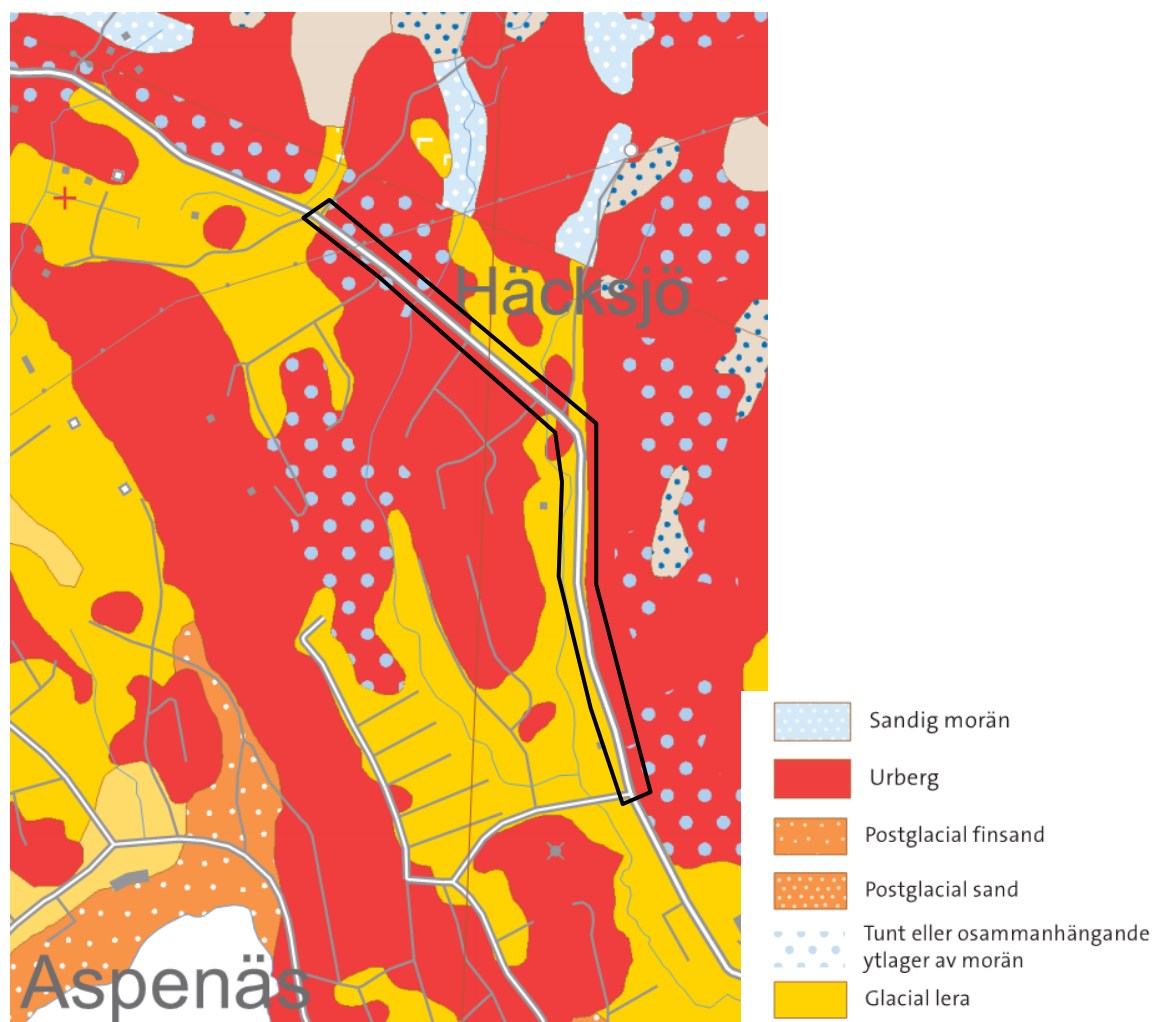 Häcksjö
Aspenäs
Sandig morän
Urberg
Postglacial finsand
Postglacial sand
Tunt eller osammanhängande
ytlager av morän
Glacial lera